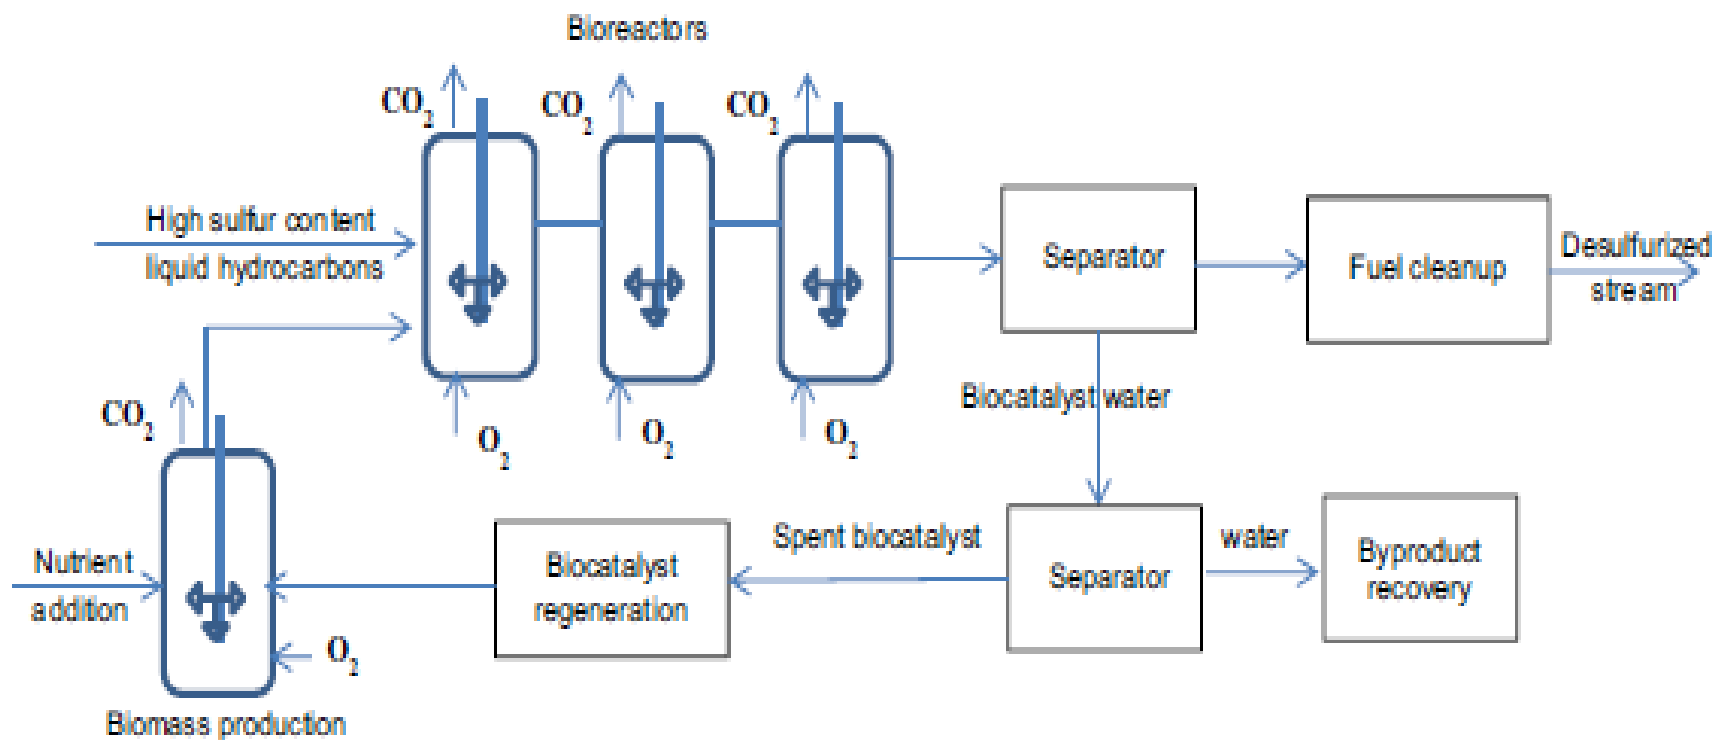 Bioreactors
CO2
CO2
CO2
High sulfur content
liquid hydrocarbons
Separator
Fuel cleanup
Desulfurized
stream
O2
O2
O2
Biocatalyst water
CO2
Nutrient
addition
O2
Biomass production
Biocatalyst
regeneration
Spent biocatalyst
Separator
water
Byproduct
recovery